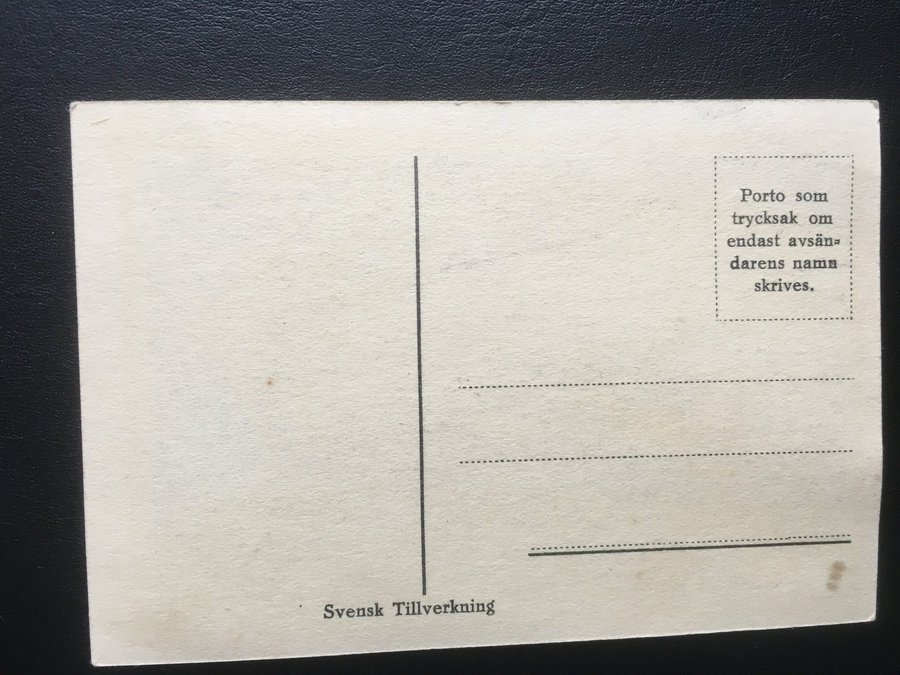 Porto som
trycksak om
endast avsän=
darens namn
skrives.
Svensk Tillverkning